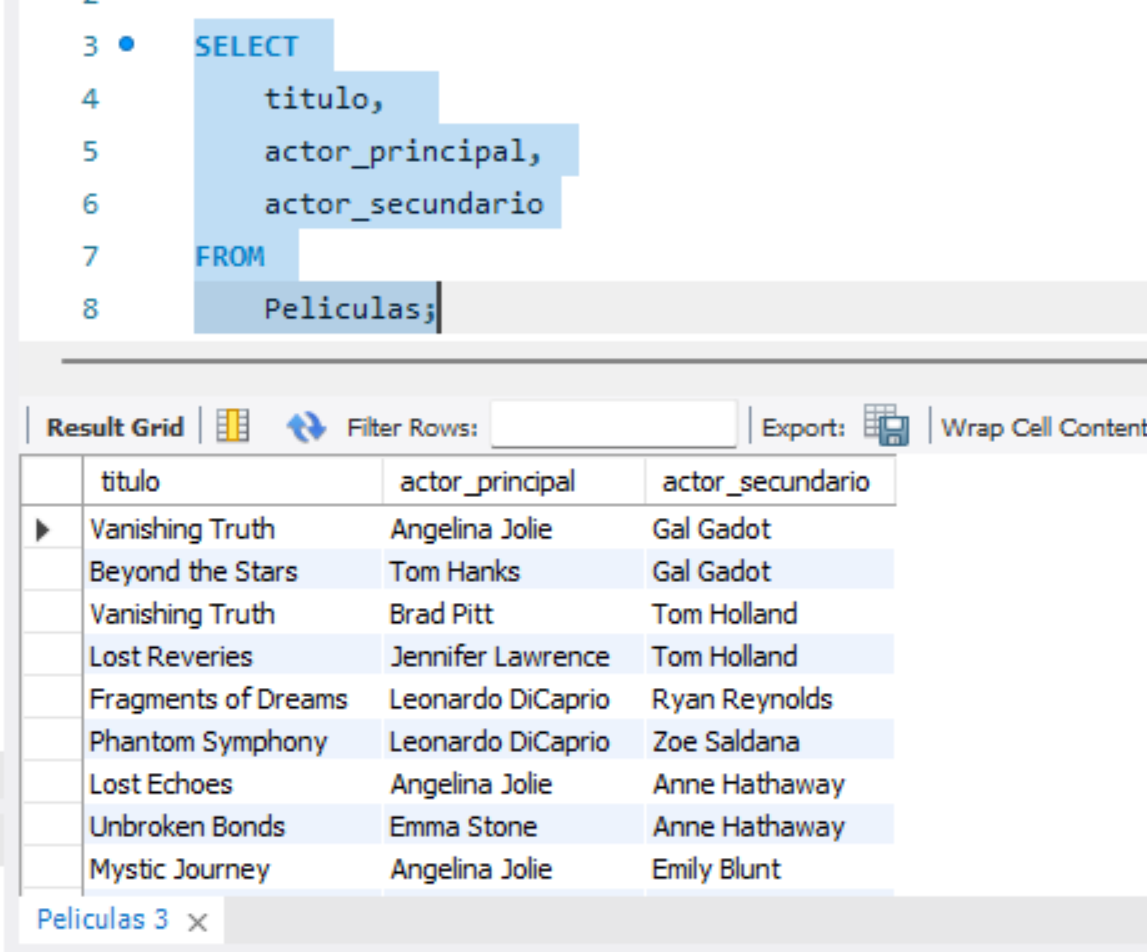 3 SELECT
4 titulo,
5 actor_principal,
6 actor_secundario
7 FROM
8 Peliculas;
Result Grid Filter Rows: Export: Wrap Cell Content
titulo actor_principal actor_secundario
Vanishing Truth Angelina Jolie Gal Gadot
Beyond the Stars Tom Hanks Gal Gadot
Vanishing Truth Brad Pitt Tom Holland
Lost Reveries Jennifer Lawrence Tom Holland
Fragments of Dreams Leonardo DiCaprio Ryan Reynolds
Phantom Symphony Leonardo DiCaprio Zoe Saldana
Lost Echoes Angelina Jolie Anne Hathaway
Unbroken Bonds Emma Stone Anne Hathaway
Mystic Journey Angelina Jolie Emily Blunt
Peliculas 3